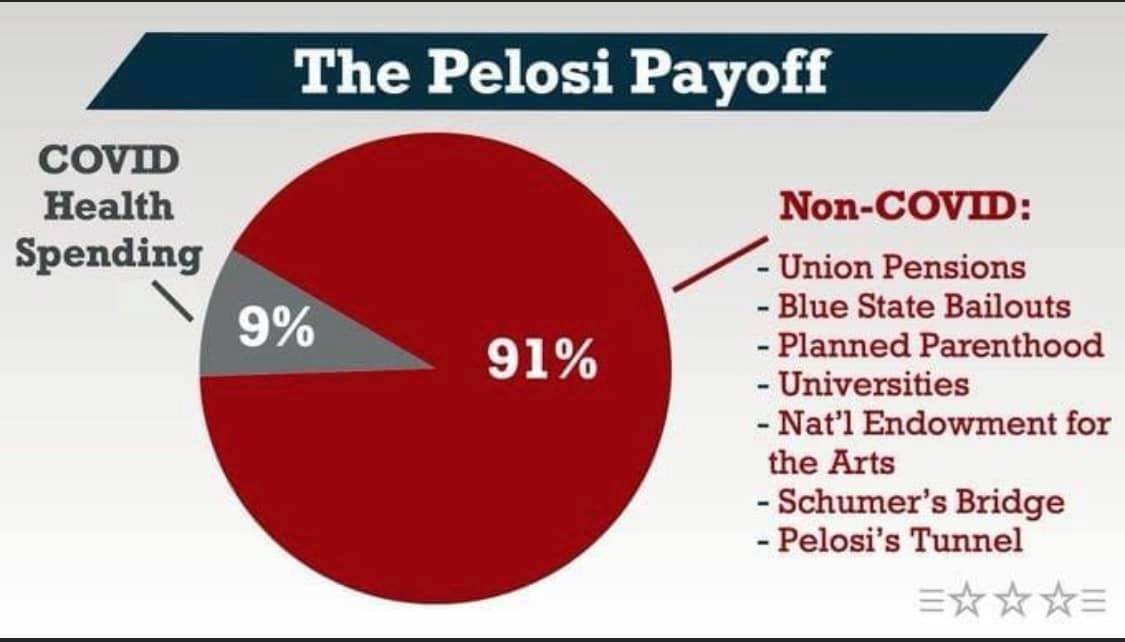 The Pelosi Payoff
COVID
Health
Spending
9%
91%
Non-COVID:
- Union Pensions
- Blue State Bailouts
- Planned Parenthood
- Universities
- Nat'l Endowment for
the Arts
- Schumer's Bridge
- Pelosi's Tunnel